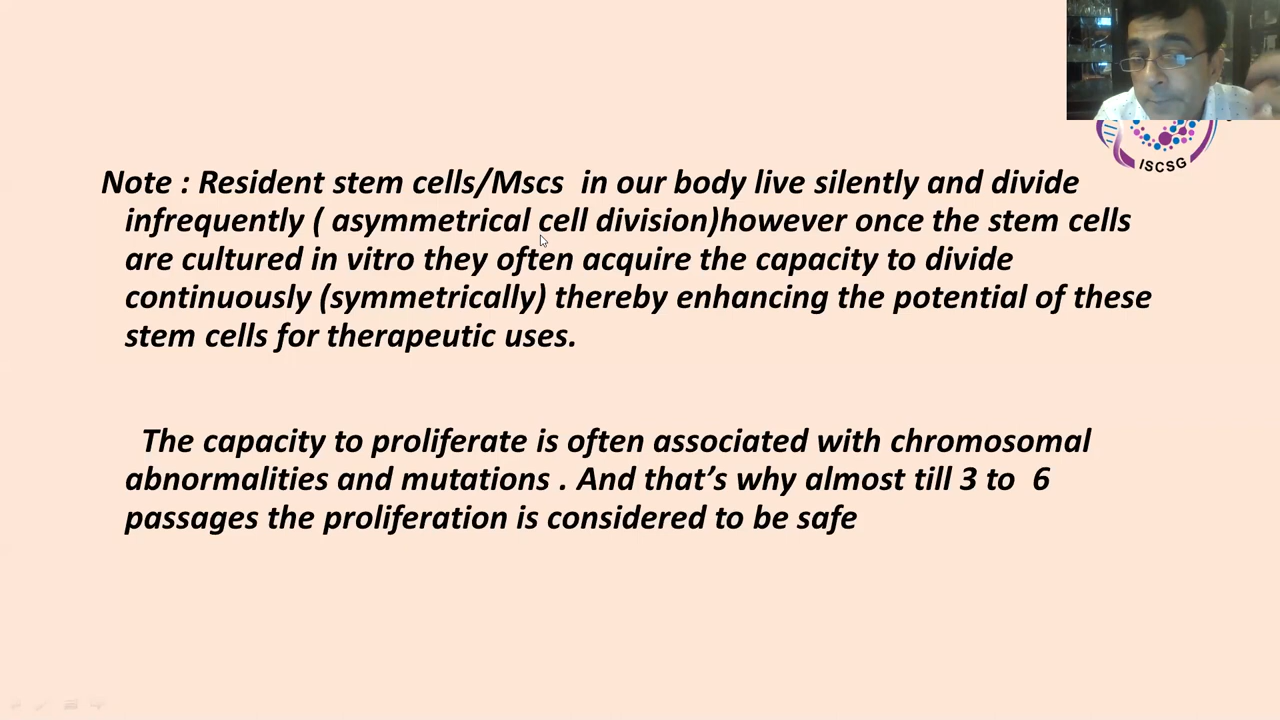 ISCSG
Note : Resident stem cells/Mscs in our body live silently and divide
infrequently ( asymmetrical cell division)however once the stem cells
are cultured in vitro they often acquire the capacity to divide
continuously (symmetrically) thereby enhancing the potential of these
stem cells for therapeutic uses.
The capacity to proliferate is often associated with chromosomal
abnormalities and mutations . And that’s why almost till 3 to 6
passages the proliferation is considered to be safe